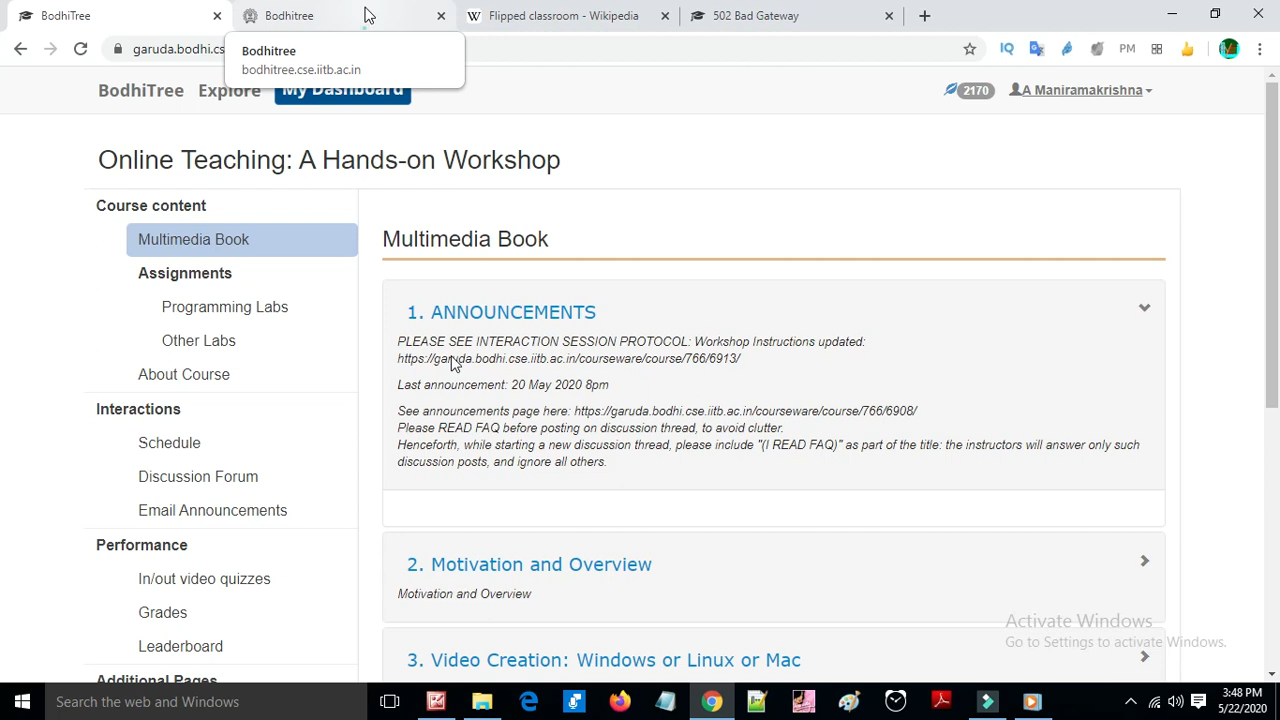 BodhiTree
Bodhitree
Flipped classroom - Wikipedia
502 Bad Gateway
garuda.bodhi.cs
Bodhitree
bodhitree.cse.iitb.ac.in
IQ
PM
BodhiTree
Explore
My Dashboard
2170
A Maniramakrishna
Online Teaching: A Hands-on Workshop
Course content
Multimedia Book
Assignments
Programming Labs
Other Labs
About Course
Interactions
Schedule
Discussion Forum
Email Announcements
Performance
In/out video quizzes
Grades
Leaderboard
Additional Pages
Multimedia Book
1. ANNOUNCEMENTS
PLEASE SEE INTERACTION SESSION PROTOCOL: Workshop Instructions updated:
https://garuda.bodhi.cse.iitb.ac.in/courseware/course/766/6913/
Last announcement: 20 May 2020 8pm
See announcements page here: https://garuda.bodhi.cse.iitb.ac.in/courseware/course/766/6908/
Please READ FAQ before posting on discussion thread, to avoid clutter.
Henceforth, while starting a new discussion thread, please include "(I READ FAQ)" as part of the title: the instructors will answer only such
discussion posts, and ignore all others.
2. Motivation and Overview
Motivation and Overview
3. Video Creation: Windows or Linux or Mac
Activate Windows
Go to Settings to activate Windows.
Search the web and Windows
3:48 PM
5/22/2020